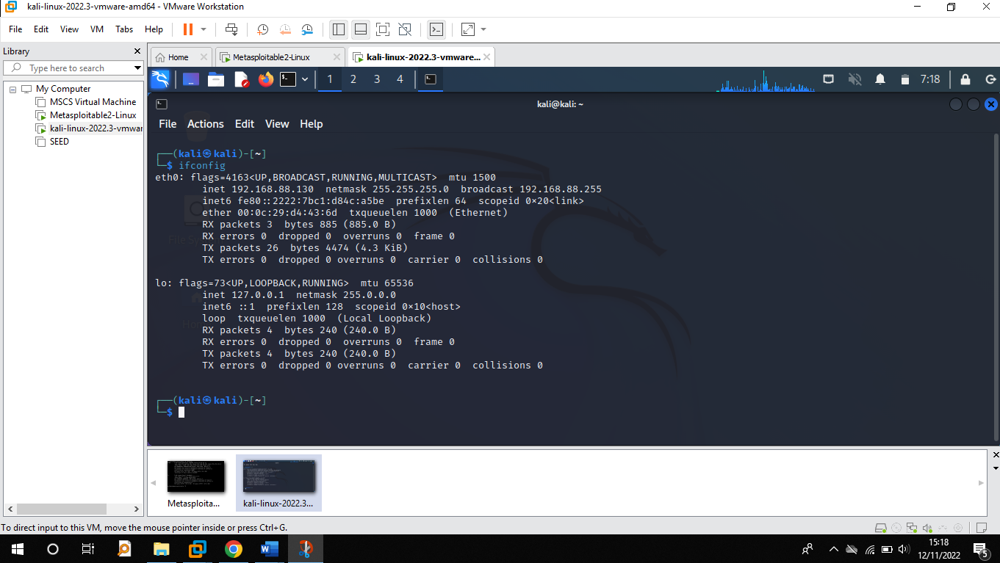 kali-linux-2022.3-vmware-amd64 - VMware Workstation
File Edit View VM Tabs Help
Library
Type here to search
My Computer
MSCS Virtual Machine
Metasploitable2-Linux
kali-linux-2022.3-vmwar
SEED
Home Metasploitable2-Linux kali-linux-2022.3-vmware...
1 2 3 4 7:18
kali@kali: ~
File Actions Edit View Help
┌──(kali㉿kali)-[~]
└─$ ifconfig
eth0: flags=4163<UP,BROADCAST,RUNNING,MULTICAST>  mtu 1500
        inet 192.168.88.130  netmask 255.255.255.0  broadcast 192.168.88.255
        inet6 fe80::2222:7bc1:d84c:a5be  prefixlen 64  scopeid 0×20<link>
        ether 00:0c:29:d4:43:6d  txqueuelen 1000  (Ethernet)
        RX packets 3  bytes 885 (885.0 B)
        RX errors 0  dropped 0  overruns 0  frame 0
        TX packets 26  bytes 4474 (4.3 KiB)
        TX errors 0  dropped 0 overruns 0  carrier 0  collisions 0
lo: flags=73<UP,LOOPBACK,RUNNING>  mtu 65536
        inet 127.0.0.1  netmask 255.0.0.0
        inet6 ::1  prefixlen 128  scopeid 0×10<host>
        loop  txqueuelen 1000  (Local Loopback)
        RX packets 4  bytes 240 (240.0 B)
        RX errors 0  dropped 0  overruns 0  frame 0
        TX packets 4  bytes 240 (240.0 B)
        TX errors 0  dropped 0 overruns 0  carrier 0  collisions 0
┌──(kali㉿kali)-[~]
└─$
Metasploita... kali-linux-2022.3...
To direct input to this VM, move the mouse pointer inside or press Ctrl+G.
15:18
12/11/2022
5